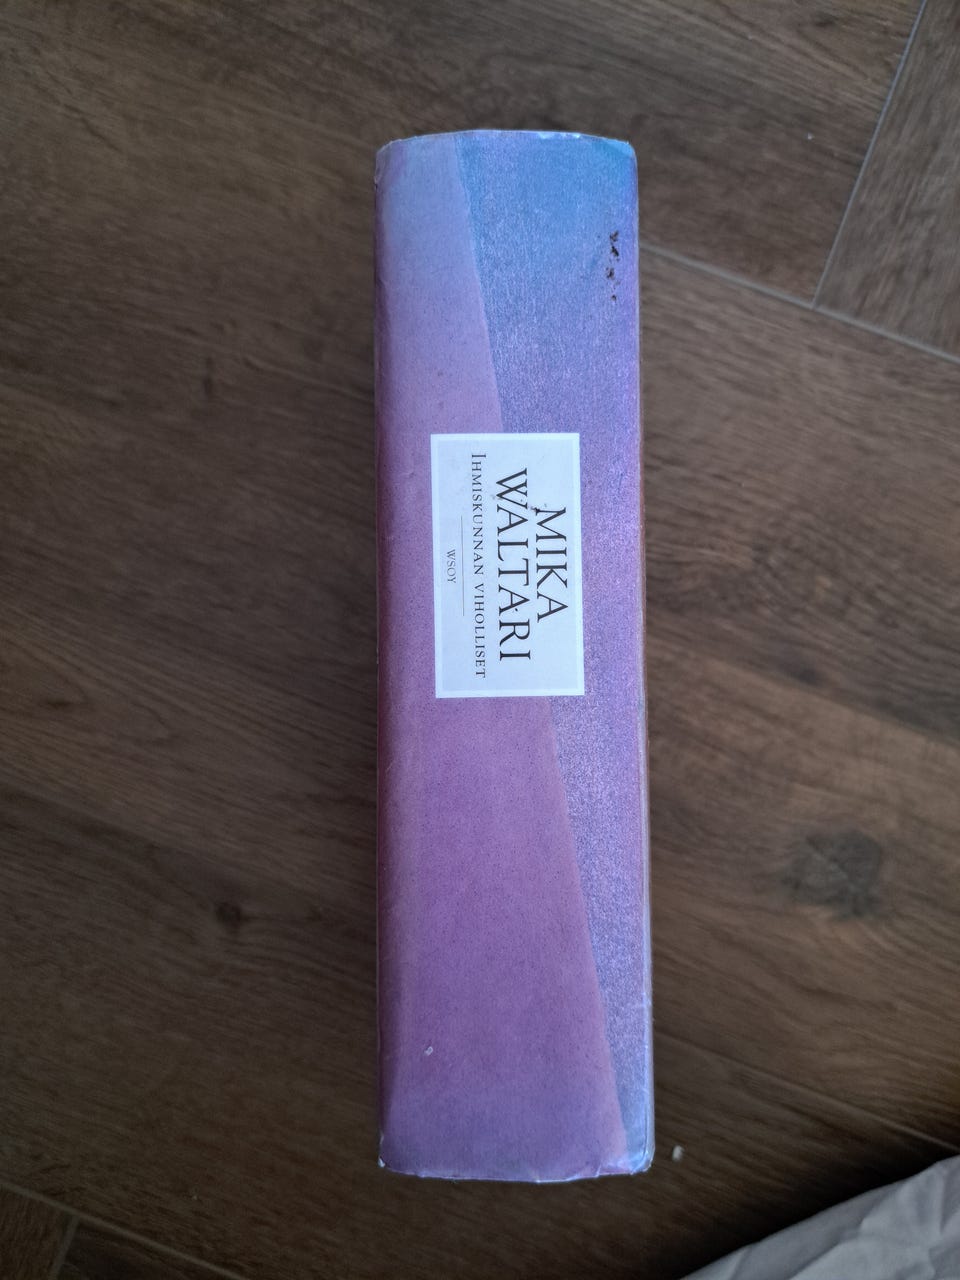 MIKA
WALTARI
IHMISKUNNAN VIHOLLISET
WSOY